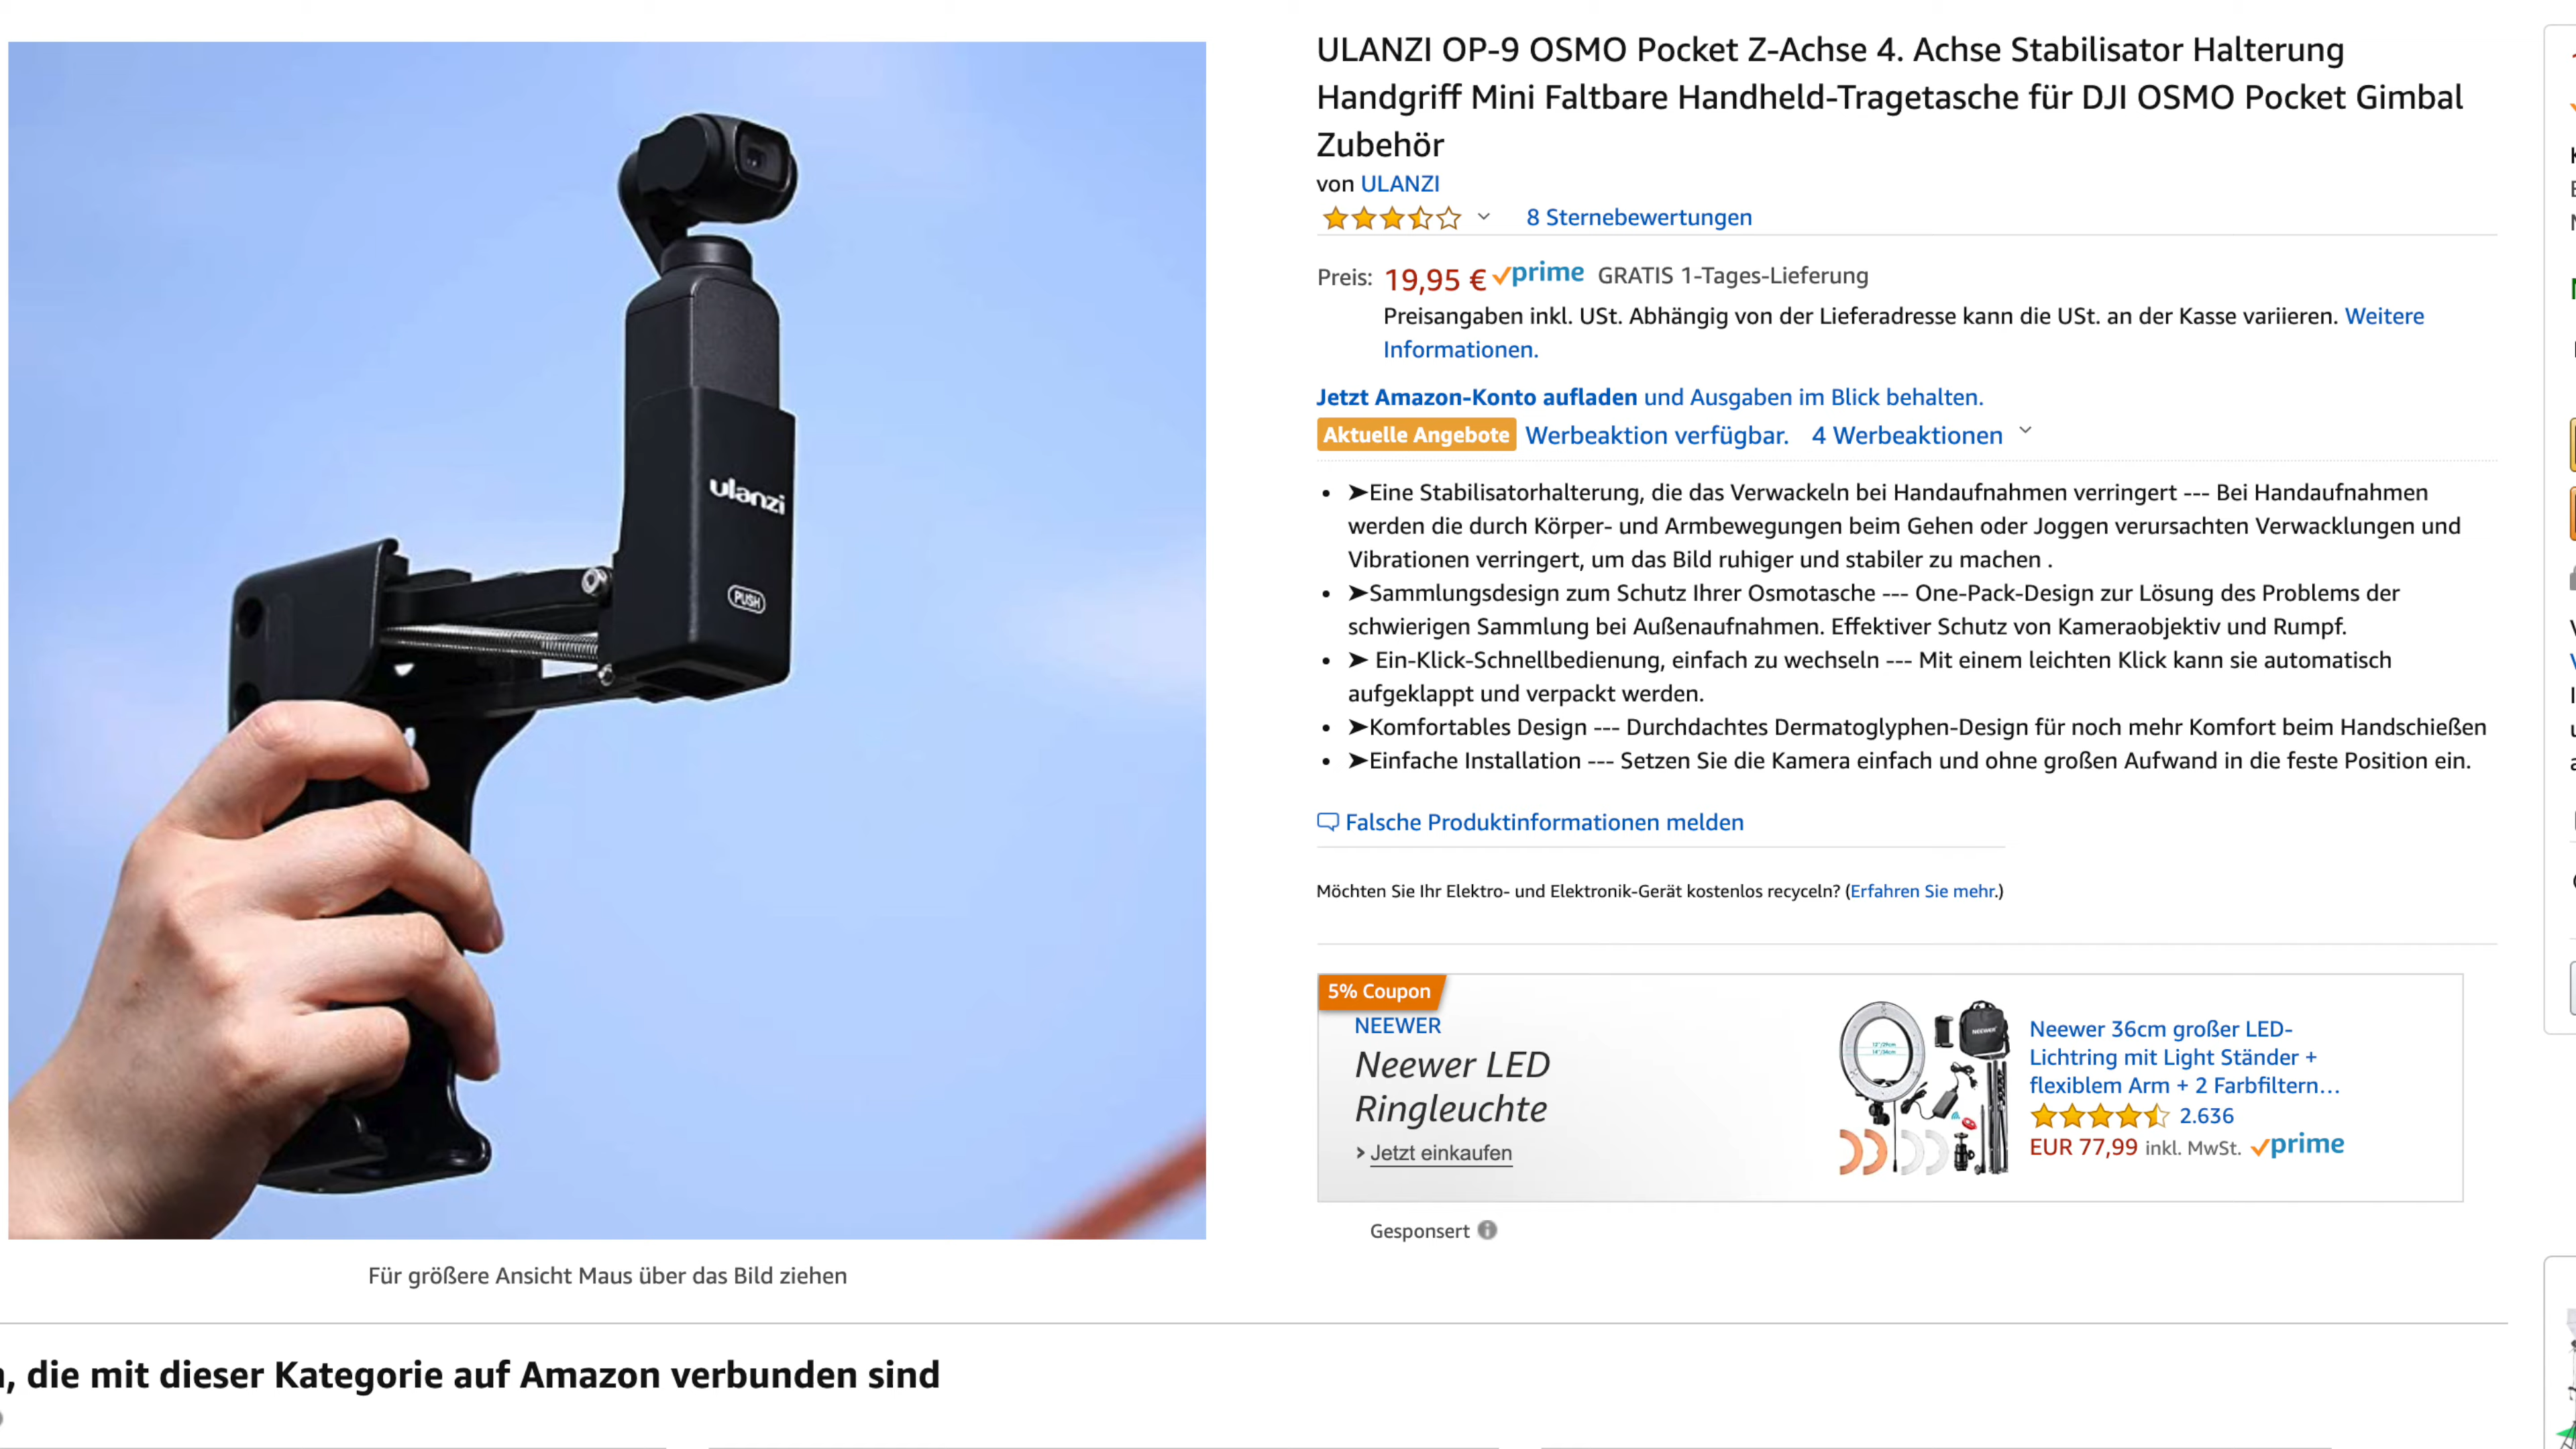 ULANZI OP-9 OSMO Pocket Z-Achse 4. Achse Stabilisator Halterung
Handgriff Mini Faltbare Handheld-Tragetasche für DJI OSMO Pocket Gimbal
Zubehör
von ULANZI
8 Sternebewertungen
Preis: 19,95 € prime GRATIS 1-Tages-Lieferung
Preisangaben inkl. USt. Abhängig von der Lieferadresse kann die USt. an der Kasse variieren. Weitere
Informationen.
Jetzt Amazon-Konto aufladen und Ausgaben im Blick behalten.
Aktuelle Angebote Werbeaktion verfügbar. 4 Werbeaktionen
• ➤Eine Stabilisatorhalterung, die das Verwackeln bei Handaufnahmen verringert --- Bei Handaufnahmen
werden die durch Körper- und Armbewegungen beim Gehen oder Joggen verursachten Verwacklungen und
Vibrationen verringert, um das Bild ruhiger und stabiler zu machen .
• ➤Sammlungsdesign zum Schutz Ihrer Osmotasche --- One-Pack-Design zur Lösung des Problems der
schwierigen Sammlung bei Außenaufnahmen. Effektiver Schutz von Kameraobjektiv und Rumpf.
• ➤ Ein-Klick-Schnellbedienung, einfach zu wechseln --- Mit einem leichten Klick kann sie automatisch
aufgeklappt und verpackt werden.
• ➤Komfortables Design --- Durchdachtes Dermatoglyphen-Design für noch mehr Komfort beim Handschießen
• ➤Einfache Installation --- Setzen Sie die Kamera einfach und ohne großen Aufwand in die feste Position ein.
Falsche Produktinformationen melden
Möchten Sie Ihr Elektro- und Elektronik-Gerät kostenlos recyceln? (Erfahren Sie mehr.)
5% Coupon
NEEWER
Neewer LED
Ringleuchte
› Jetzt einkaufen
NEEWER
Neewer 36cm großer LED-
Lichtring mit Light Ständer +
flexiblem Arm + 2 Farbfiltern…
2.636
EUR 77,99 inkl. MwSt. prime
Gesponsert
ulanzi
PUSH
Für größere Ansicht Maus über das Bild ziehen
, die mit dieser Kategorie auf Amazon verbunden sind